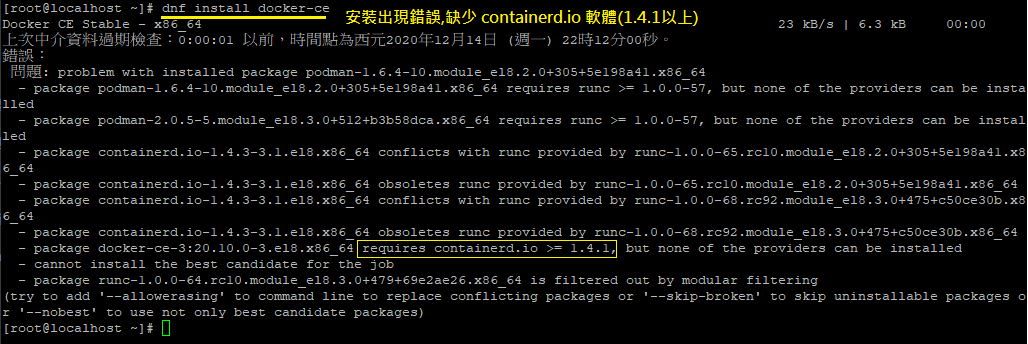 [root@localhost ~]# dnf install docker-ce
安裝出現錯誤,缺少 containerd.io 軟體(1.4.1以上)
Docker CE Stable - x86_64 23 kB/s | 6.3 kB 00:00
上次中介資料過期檢查：0:00:01 以前，時間點為西元2020年12月14日 (週一) 22時12分00秒。
錯誤：
問題: problem with installed package podman-1.6.4-10.module_el8.2.0+305+5e198a41.x86_64
- package podman-1.6.4-10.module_el8.2.0+305+5e198a41.x86_64 requires runc >= 1.0.0-57, but none of the providers can be insta
lled
- package podman-2.0.5-5.module_el8.3.0+512+b3b58dca.x86_64 requires runc >= 1.0.0-57, but none of the providers can be instal
led
- package containerd.io-1.4.3-3.1.el8.x86_64 conflicts with runc provided by runc-1.0.0-65.rc10.module_el8.2.0+305+5e198a41.x8
6_64
- package containerd.io-1.4.3-3.1.el8.x86_64 obsoletes runc provided by runc-1.0.0-65.rc10.module_el8.2.0+305+5e198a41.x86_64
- package containerd.io-1.4.3-3.1.el8.x86_64 conflicts with runc provided by runc-1.0.0-68.rc92.module_el8.3.0+475+c50ce30b.x8
6_64
- package containerd.io-1.4.3-3.1.el8.x86_64 obsoletes runc provided by runc-1.0.0-68.rc92.module_el8.3.0+475+c50ce30b.x86_64
- package docker-ce-3:20.10.0-3.el8.x86_64 requires containerd.io >= 1.4.1, but none of the providers can be installed
- cannot install the best candidate for the job
- package runc-1.0.0-64.rc10.module_el8.3.0+479+69e2ae26.x86_64 is filtered out by modular filtering
(try to add '--allowerasing' to command line to replace conflicting packages or '--skip-broken' to skip uninstallable packages o
r '--nobest' to use not only best candidate packages)
[root@localhost ~]#